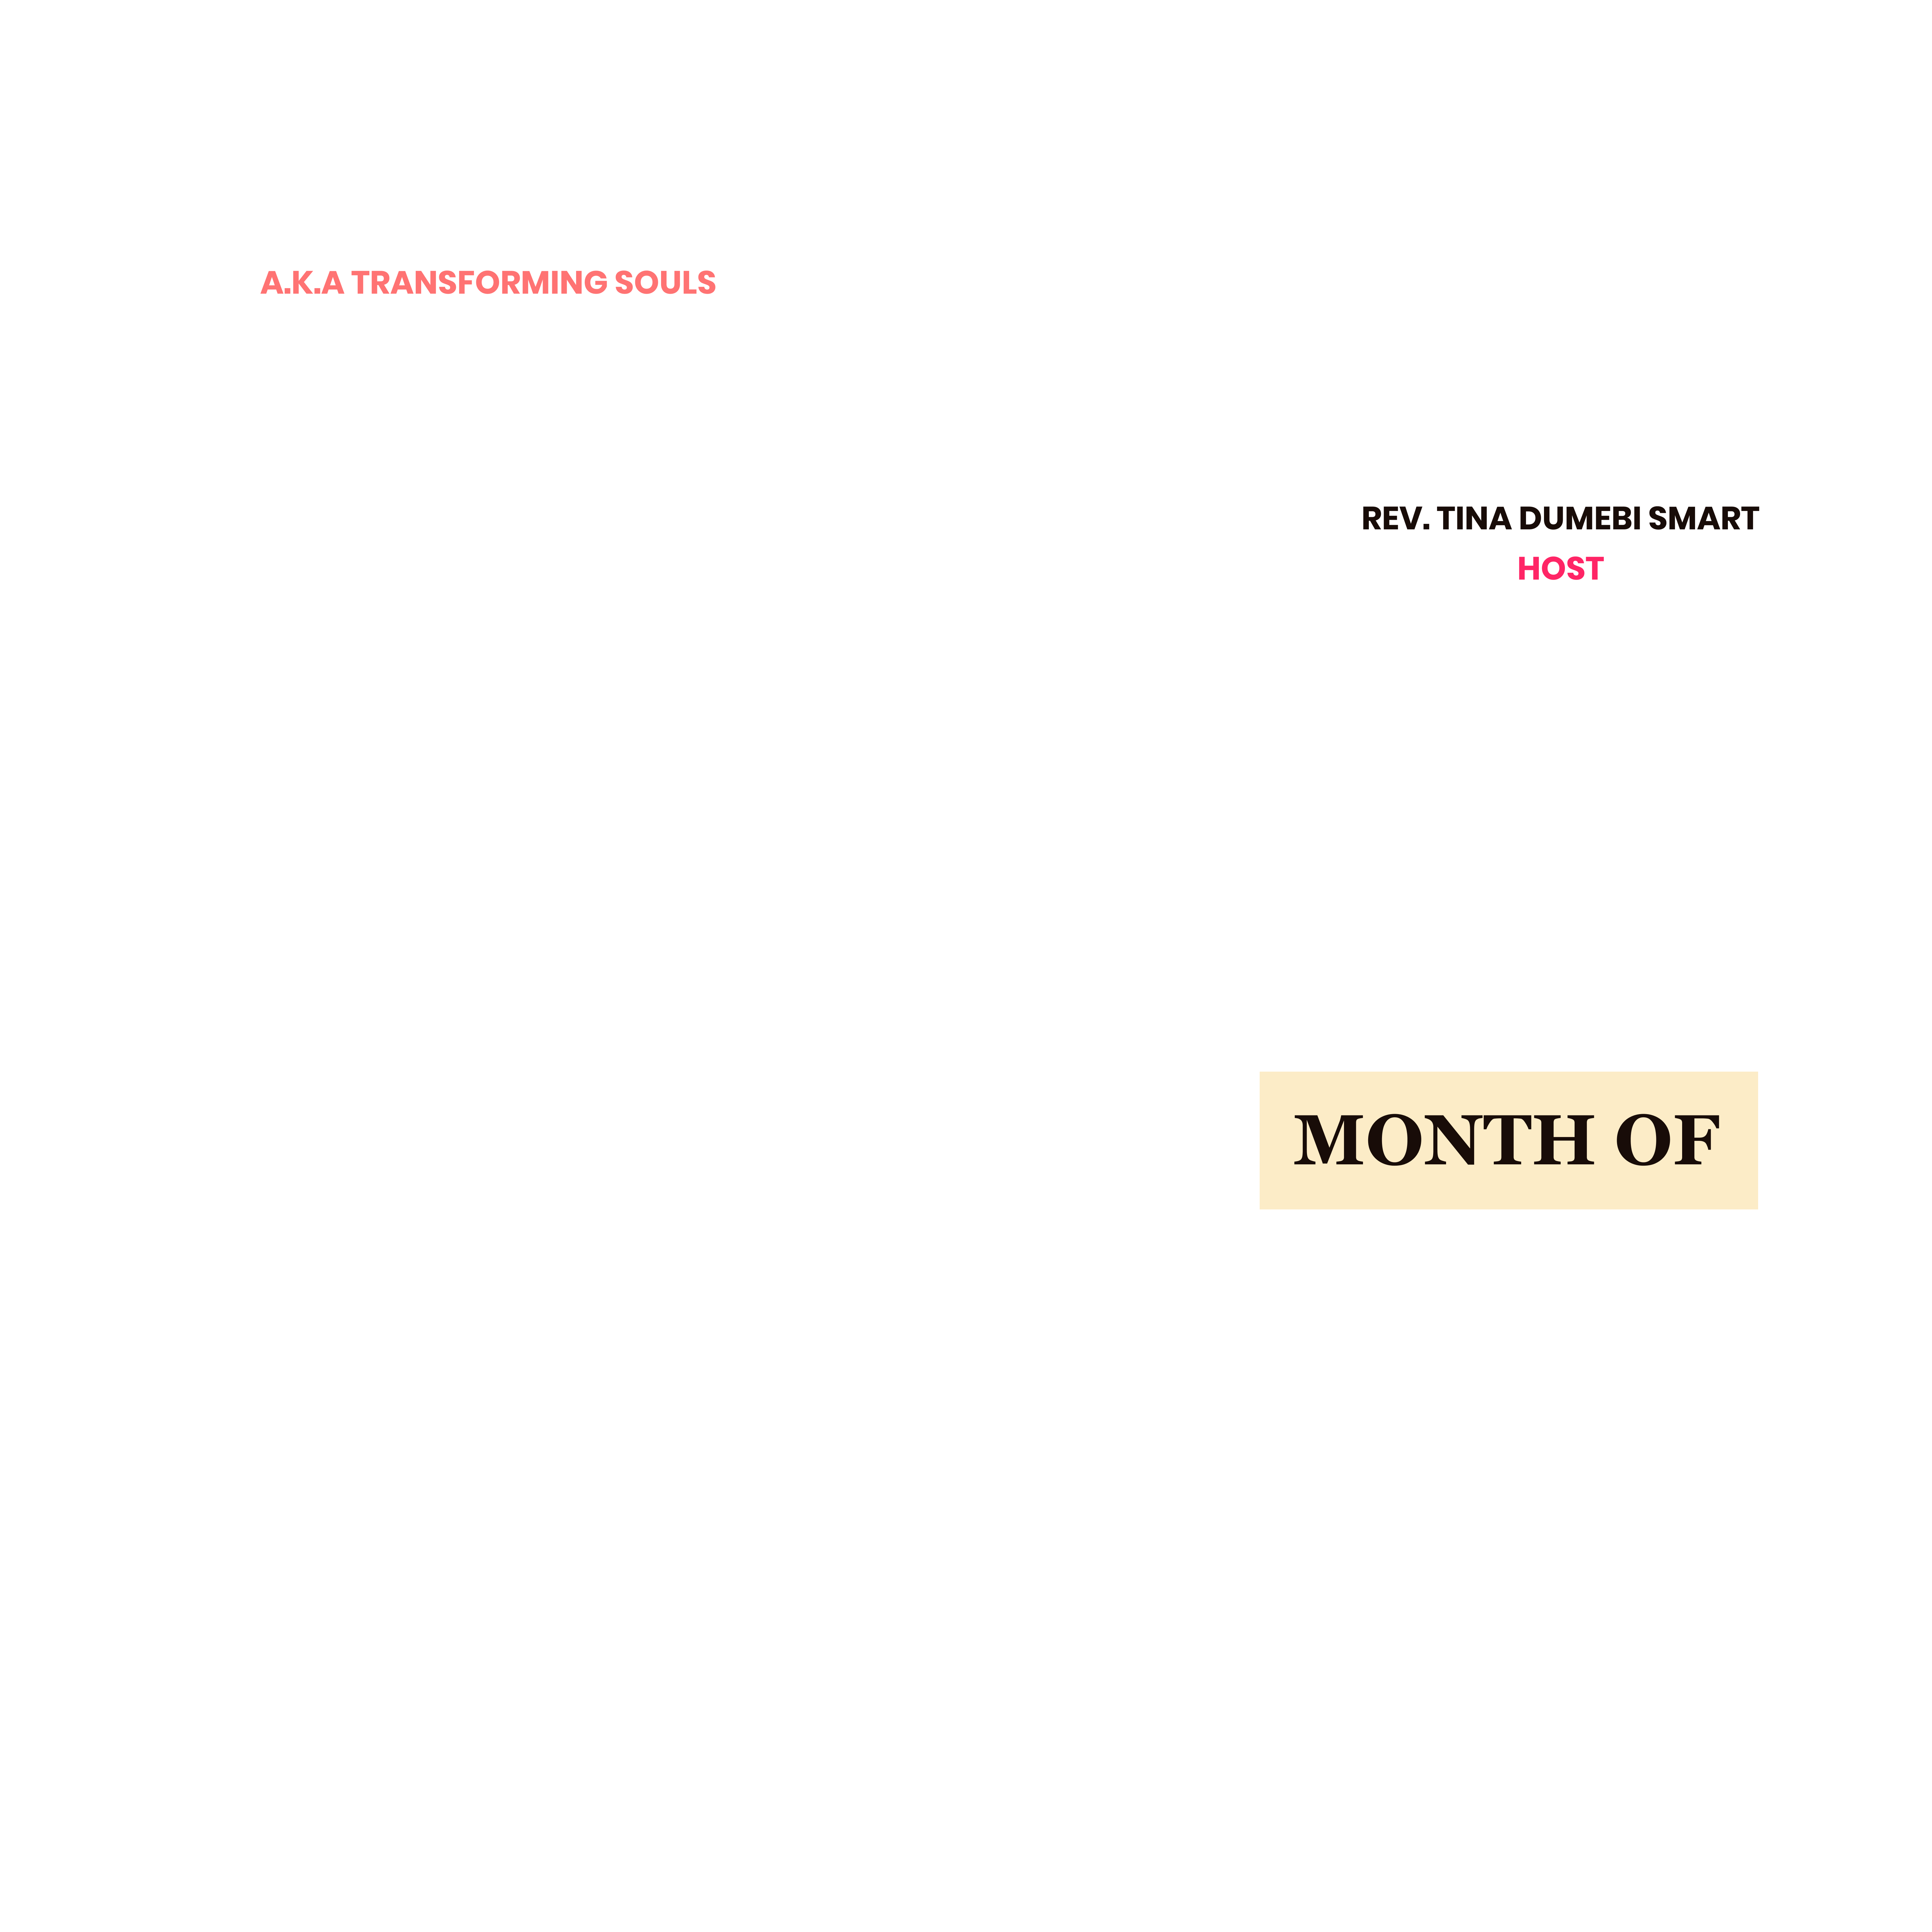 A.K.A TRANSFORMING SOULS
REV. TINA DUMEBI SMART
HOST
MONTH OF